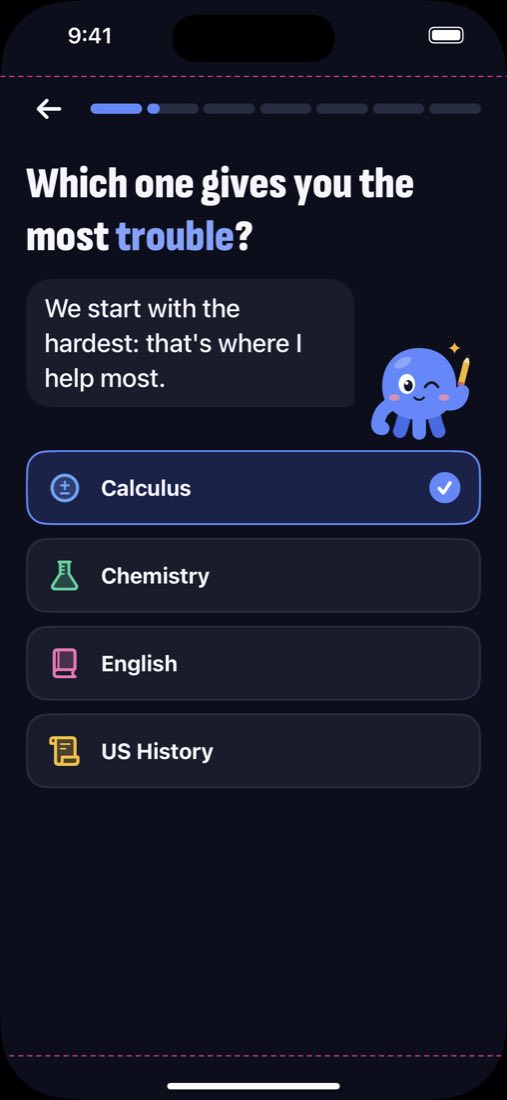 9:41
Which one gives you the
most trouble?
We start with the
hardest: that's where I
help most.
Calculus
Chemistry
English
US History